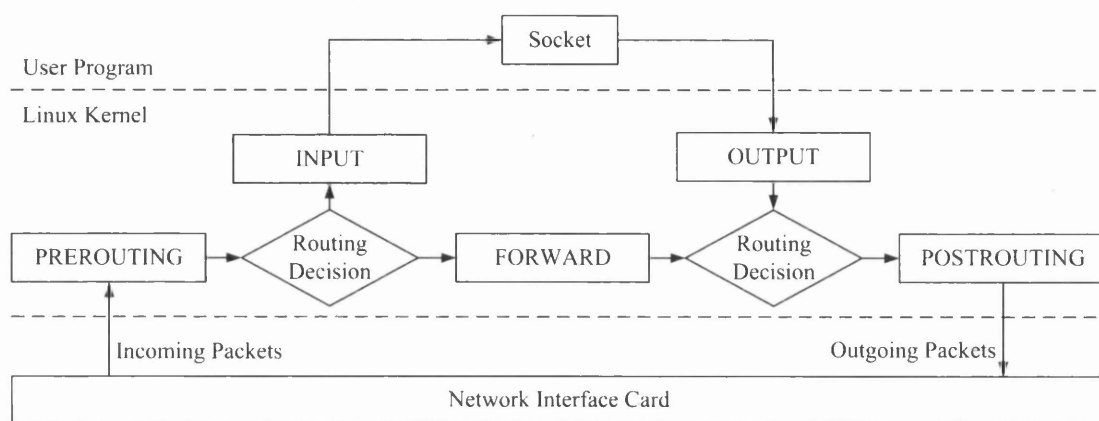 Socket
User Program
Linux Kernel
INPUT
OUTPUT
PREROUTING
Routing
Decision
FORWARD
Routing
Decision
POSTROUTING
Incoming Packets
Outgoing Packets
Network Interface Card